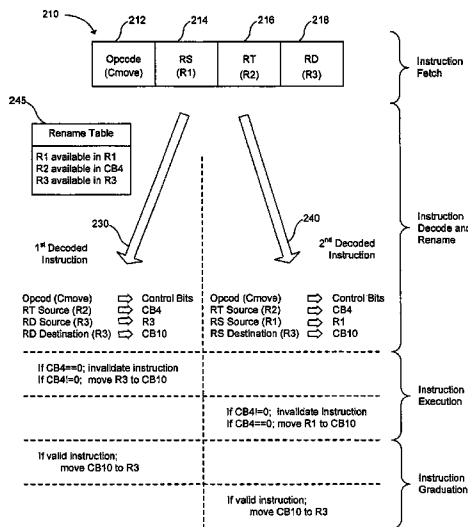 210
212
214
216
218
Opcode
(Cmove)
RS
(R1)
RT
(R2)
RD
(R3)
Instruction
Fetch
245
Rename Table
R1 available in R1
R2 available in CB4
R3 available in R3
230
240
1st Decoded
Instruction
2nd Decoded
Instruction
Instruction
Decode and
Rename
Opcod (Cmove) Control Bits
RT Source (R2) CB4
RD Source (R3) R3
RD Destination (R3) CB10
Opcod (Cmove) Control Bits
RT Source (R2) CB4
RS Source (R1) R1
RS Destination (R3) CB10
If CB4==0; invalidate instruction
If CB4!=0; move R3 to CB10
If CB4!=0; invalidate Instruction
If CB4==0; move R1 to CB10
Instruction
Execution
If valid instruction;
move CB10 to R3
If valid instruction;
move CB10 to R3
Instruction
Graduation